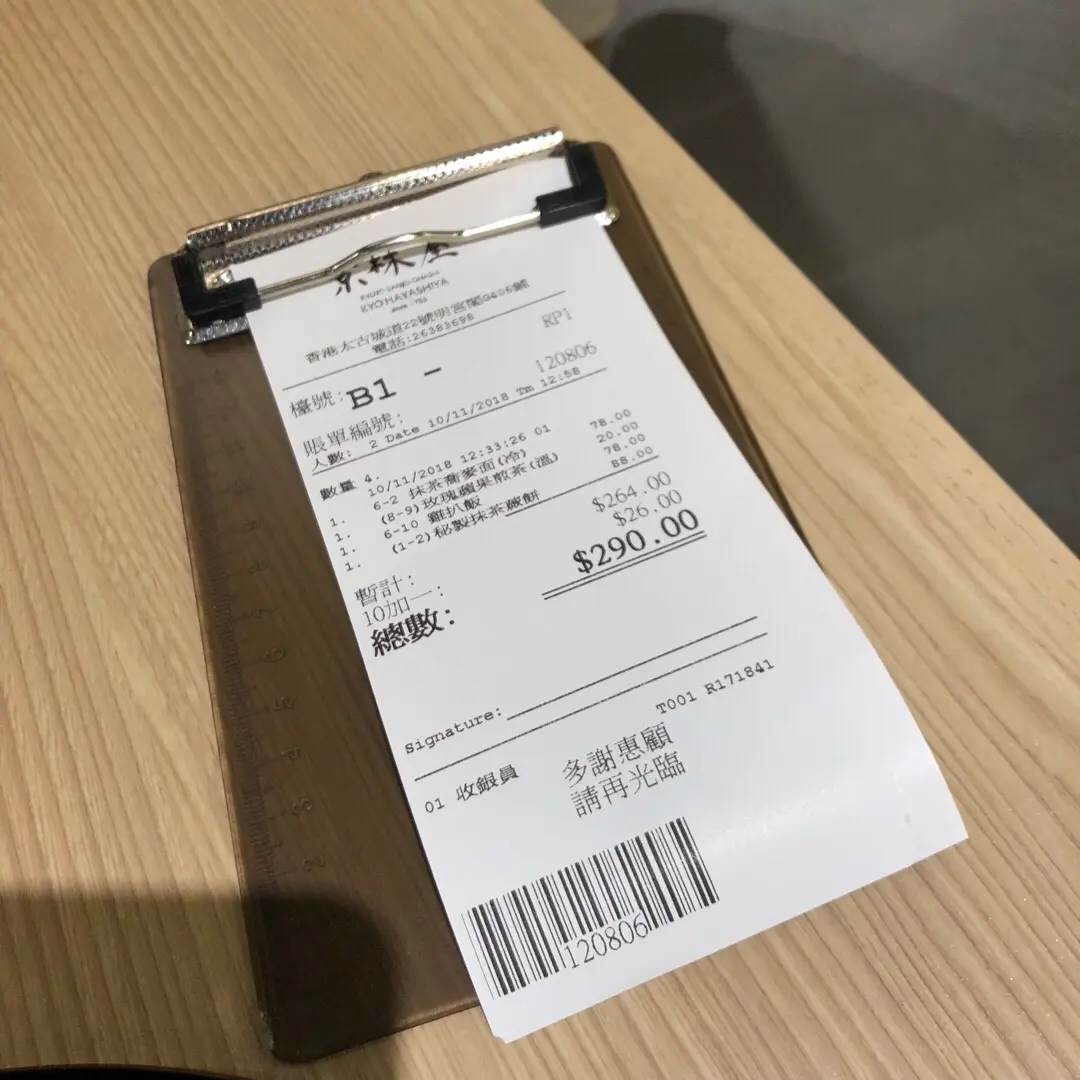 京林屋
KYO HAYASHIYA
香港太古城道22號明宮閣G406鋪
電話:26383698
RP1
檯號: B1 -
賬單編號: 120806
人數: 2 Date 10/11/2018 Tm 12:58
數量 4.
10/11/2018 12:33:26 01
1. 6-2 抹茶蕎麥面(冷) 78.00
1. (8-9)玫瑰蘋果煎茶(溫) 20.00
1. 6-10 雞扒飯 78.00
1. (1-2)秘製抹茶蕨餅 88.00
暫計: $264.00
10加一: $26.00
總數: $290.00
Signature:
T001 R171841
01 收銀員
多謝惠顧
請再光臨
120806